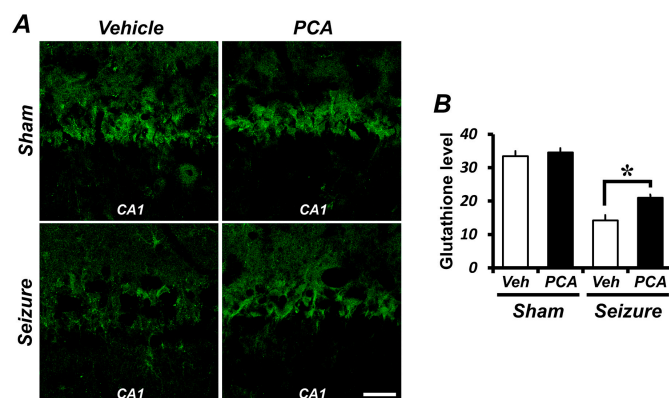 A
Vehicle
PCA
Sham
CA1
CA1
Seizure
CA1
CA1
B
Glutathione level
40
30
20
10
0
*
Veh PCA Veh PCA
Sham Seizure